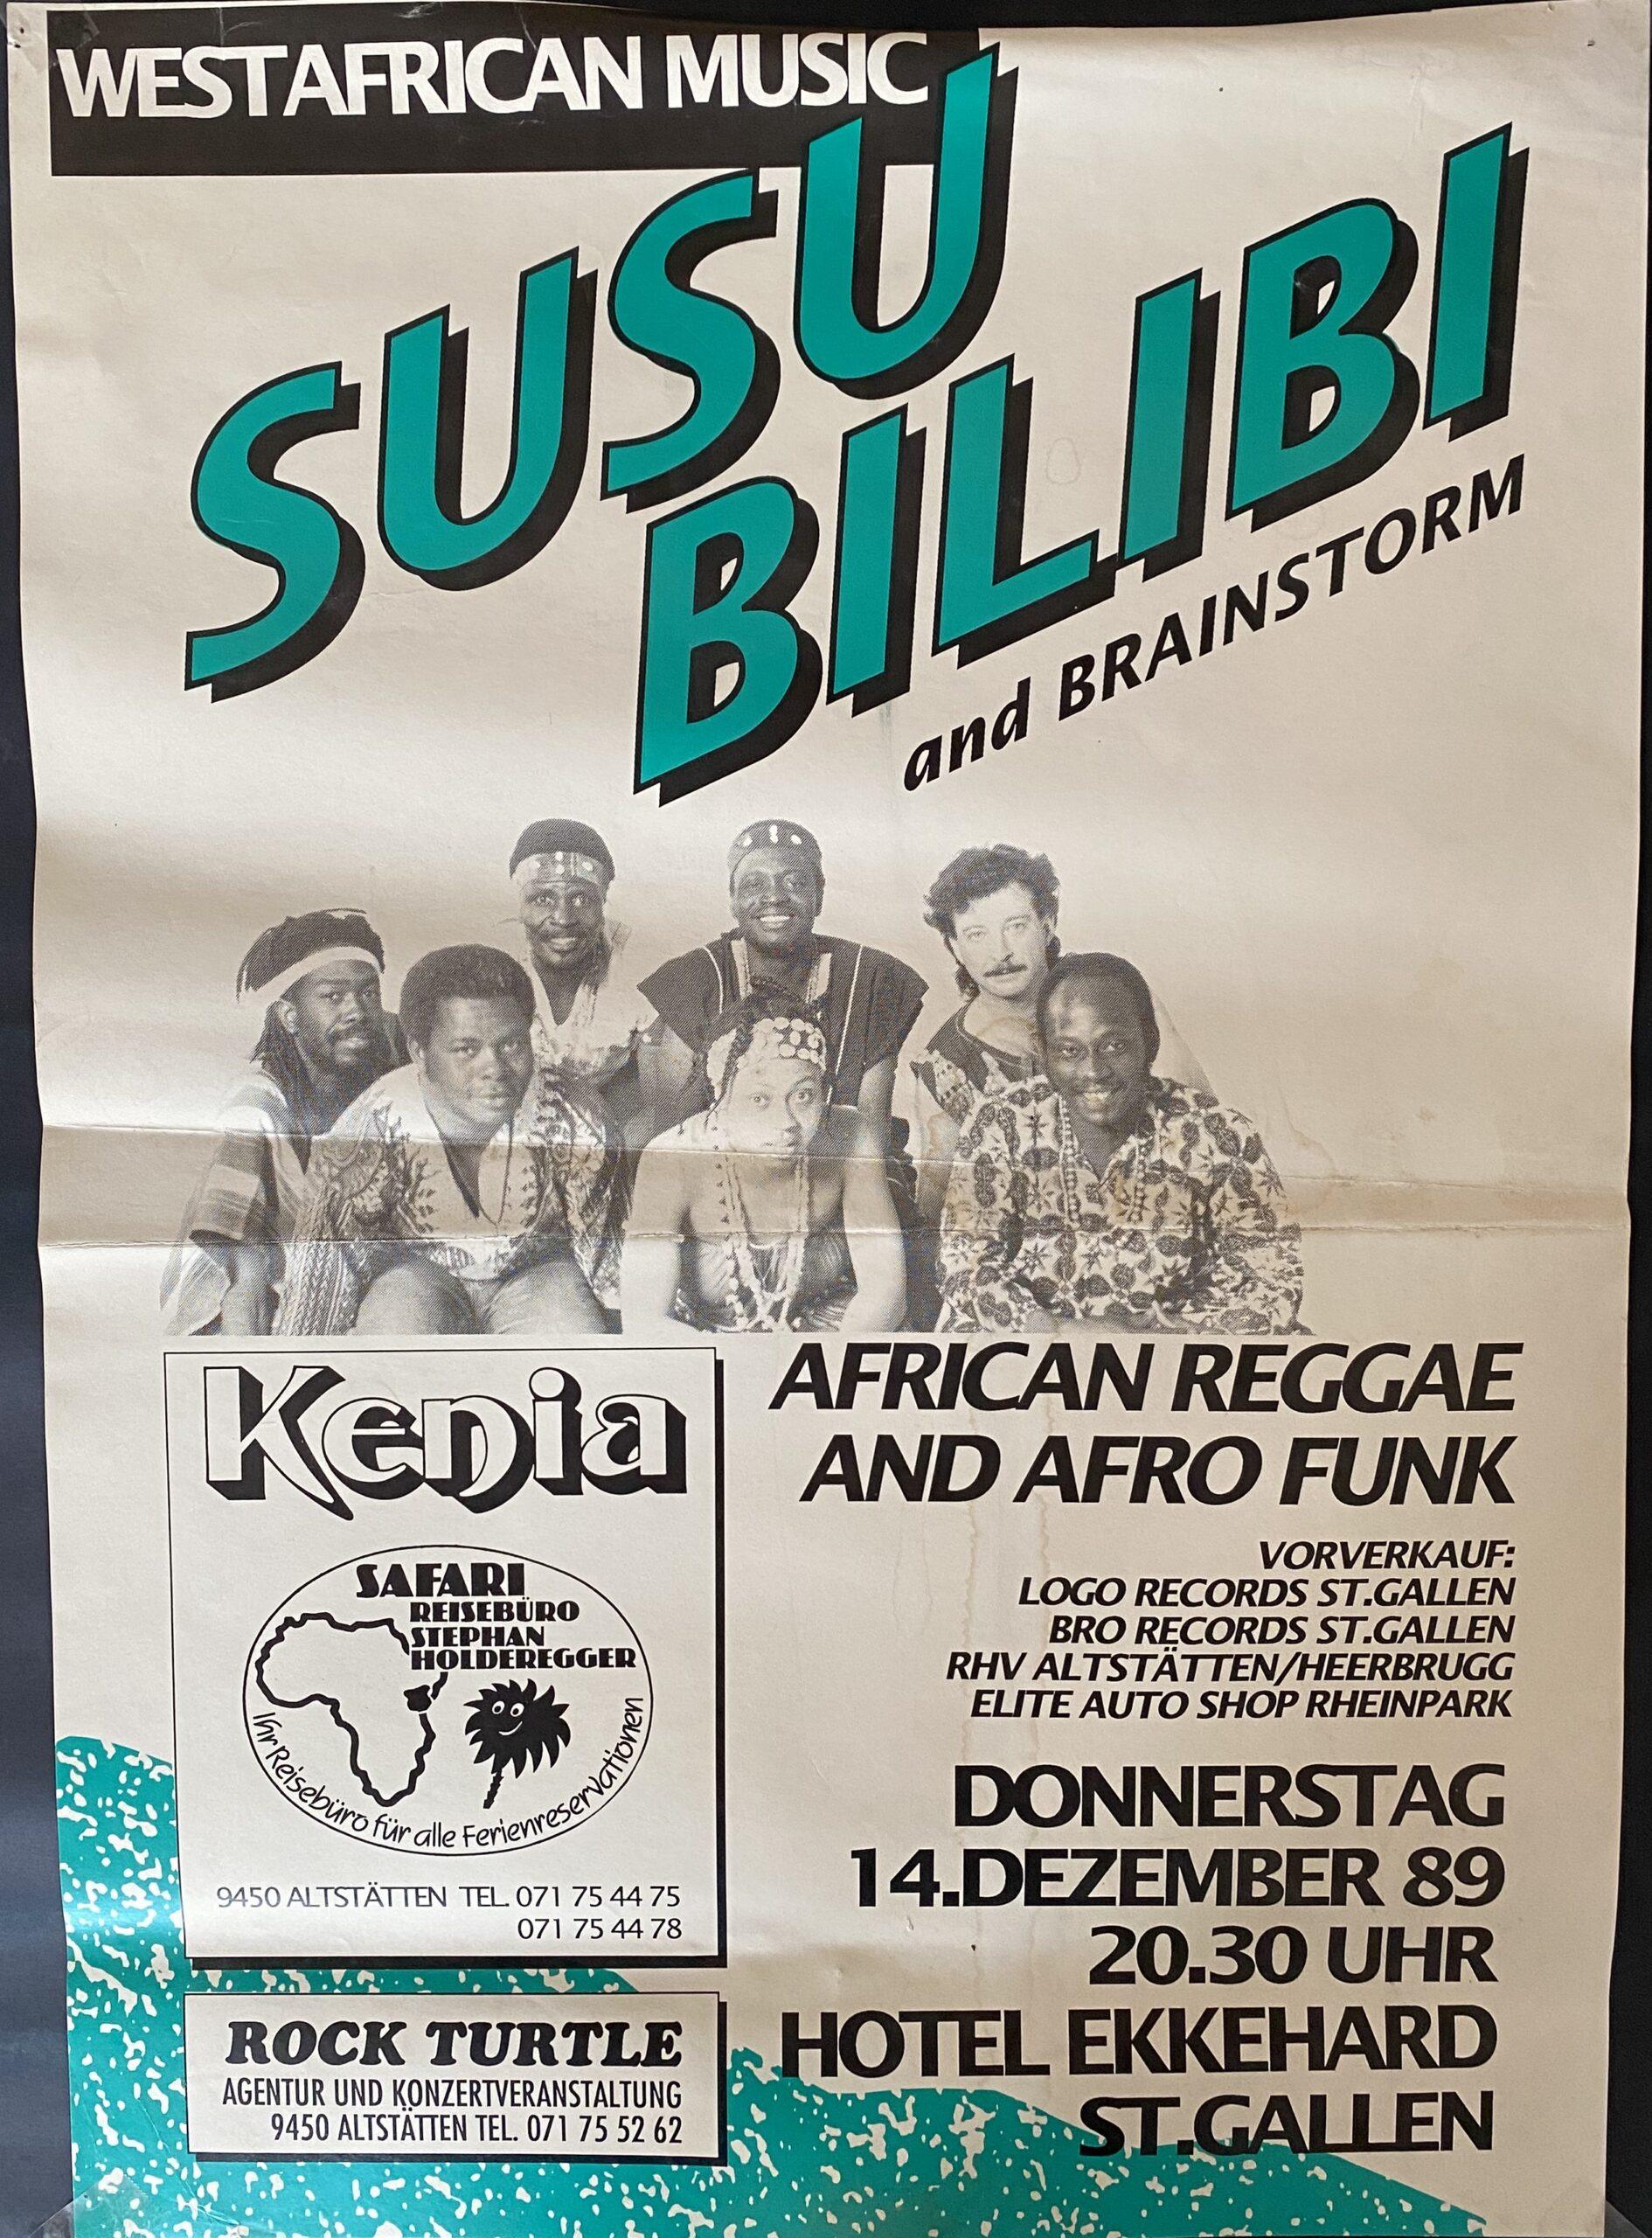 WESTAFRICAN MUSIC
SUSU
BILIBI
and BRAINSTORM
Kenia
SAFARI
REISEBÜRO
STEPHAN
HOLDEREGGER
Ihr Reisebüro für alle Ferienreservationen
9450 ALTSTÄTTEN TEL. 071 75 44 75
071 75 44 78
ROCK TURTLE
AGENTUR UND KONZERTVERANSTALTUNG
9450 ALTSTÄTTEN TEL. 071 75 52 62
AFRICAN REGGAE
AND AFRO FUNK
VORVERKAUF:
LOGO RECORDS ST.GALLEN
BRO RECORDS ST.GALLEN
RHV ALTSTÄTTEN/HEERBRUGG
ELITE AUTO SHOP RHEINPARK
DONNERSTAG
14.DEZEMBER 89
20.30 UHR
HOTEL EKKEHARD
ST.GALLEN